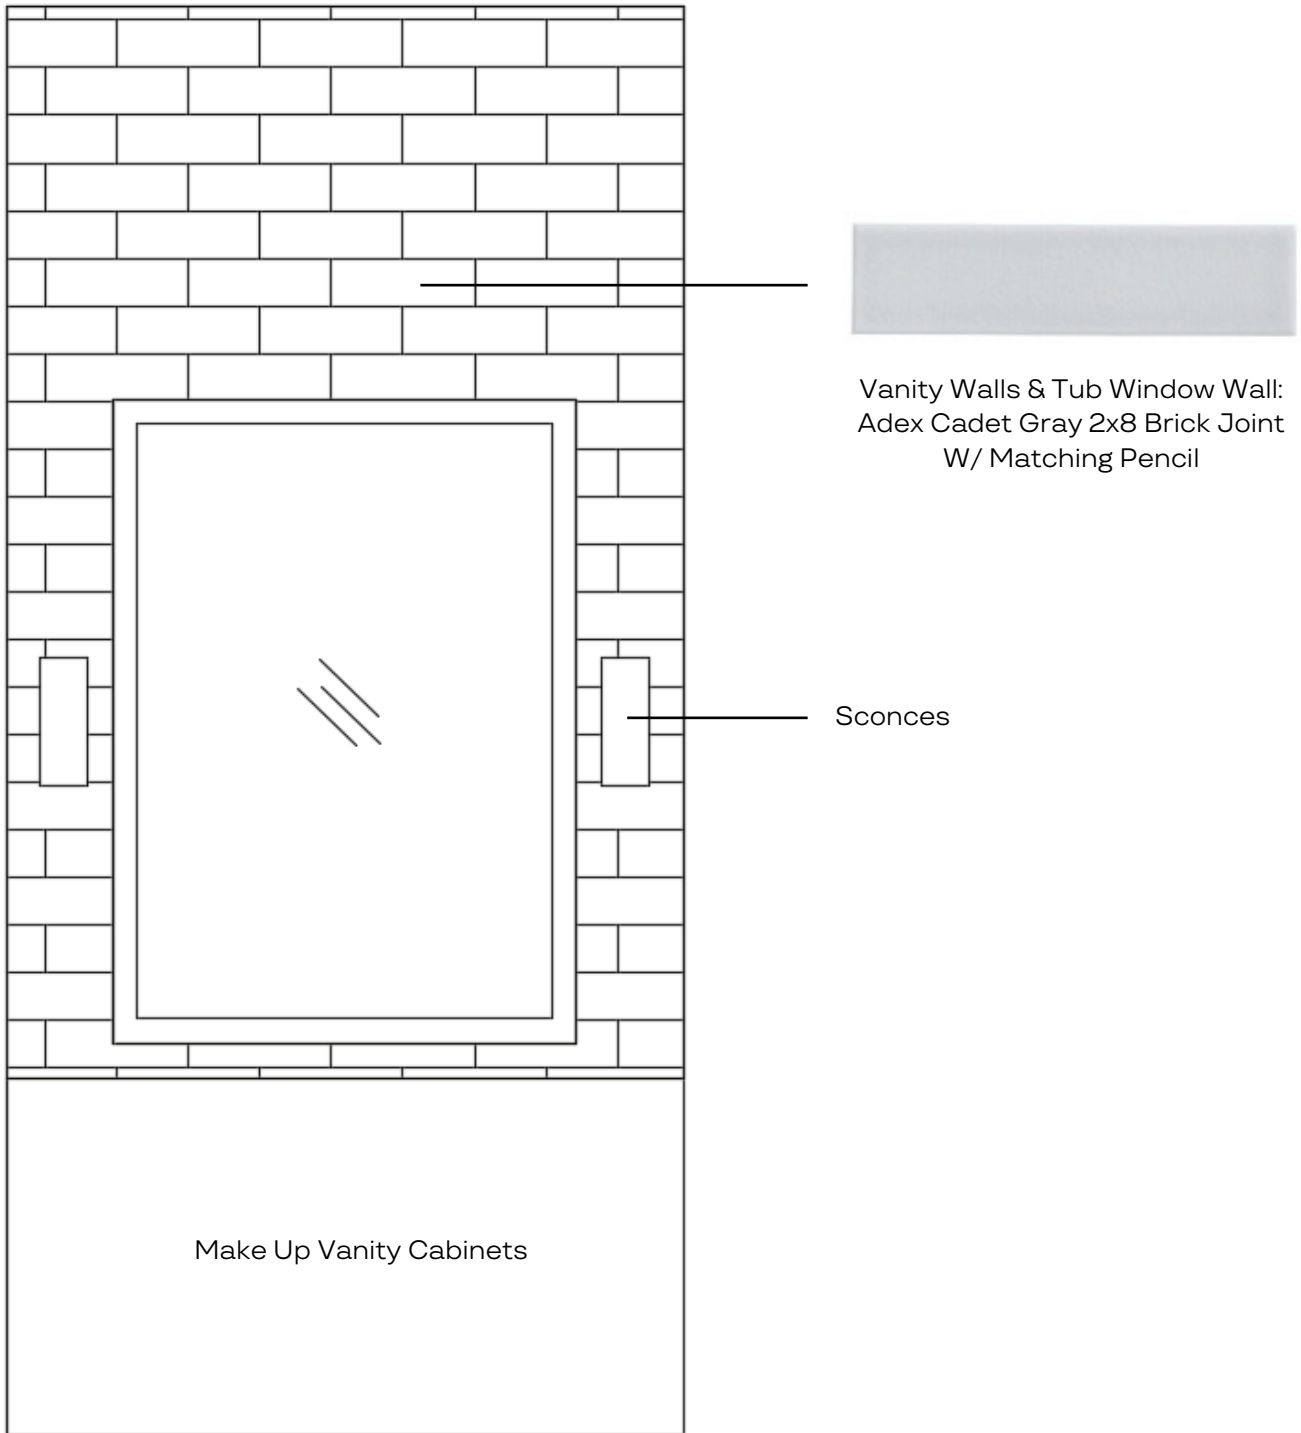 Vanity Walls & Tub Window Wall:
Adex Cadet Gray 2x8 Brick Joint
W/ Matching Pencil
Sconces
Make Up Vanity Cabinets